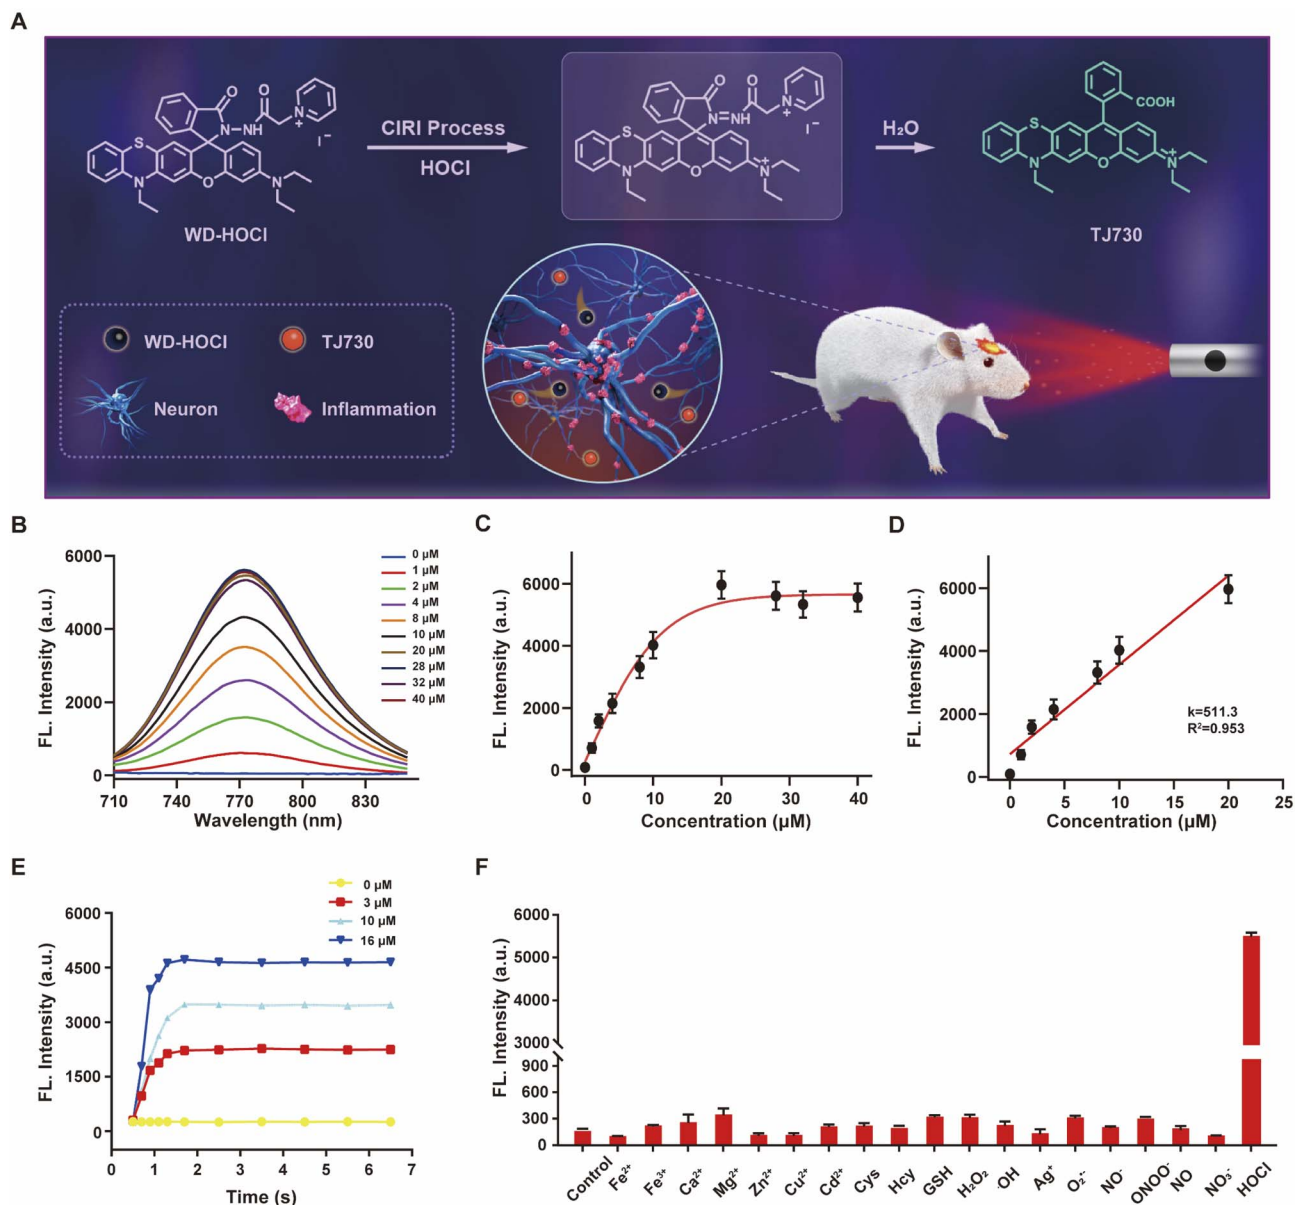 A
O
O
N
NH
N
+
I⁻
S
N
O
N
WD-HOCl
CIRI Process
HOCl
O
O
N
NH
N
+
I⁻
S
N
O
N
+
H₂O
COOH
S
N
O
N
+
TJ730
WD-HOCl
TJ730
Neuron
Inflammation
B
FL. Intensity (a.u.)
6000
4000
2000
0
710
740
770
800
830
Wavelength (nm)
0 μM
1 μM
2 μM
4 μM
8 μM
10 μM
20 μM
28 μM
32 μM
40 μM
C
FL. Intensity (a.u.)
6000
4000
2000
0
0
10
20
30
40
Concentration (μM)
D
FL. Intensity (a.u.)
6000
4000
2000
0
k=511.3
R²=0.953
0
5
10
15
20
25
Concentration (μM)
E
0 μM
3 μM
10 μM
16 μM
FL. Intensity (a.u.)
6000
4500
3000
1500
0
0
1
2
3
4
5
6
7
Time (s)
F
FL. Intensity (a.u.)
6000
5000
4000
3000
900
600
300
0
Control
Fe²⁺
Fe³⁺
Ca²⁺
Mg²⁺
Zn²⁺
Cu²⁺
Cd²⁺
Cys
Hcy
GSH
H₂O₂
·OH
Ag⁺
O₂·⁻
NO⁻
ONOO⁻
NO
NO₃⁻
HOCl